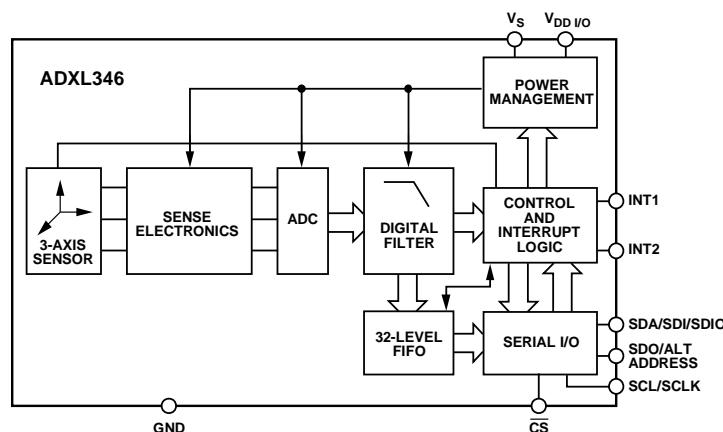 VS
VDD I/O
ADXL346
POWER
MANAGEMENT
3-AXIS
SENSOR
SENSE
ELECTRONICS
ADC
DIGITAL
FILTER
CONTROL
AND
INTERRUPT
LOGIC
INT1
INT2
32-LEVEL
FIFO
SERIAL I/O
SDA/SDI/SDIO
SDO/ALT
ADDRESS
SCL/SCLK
GND
CS